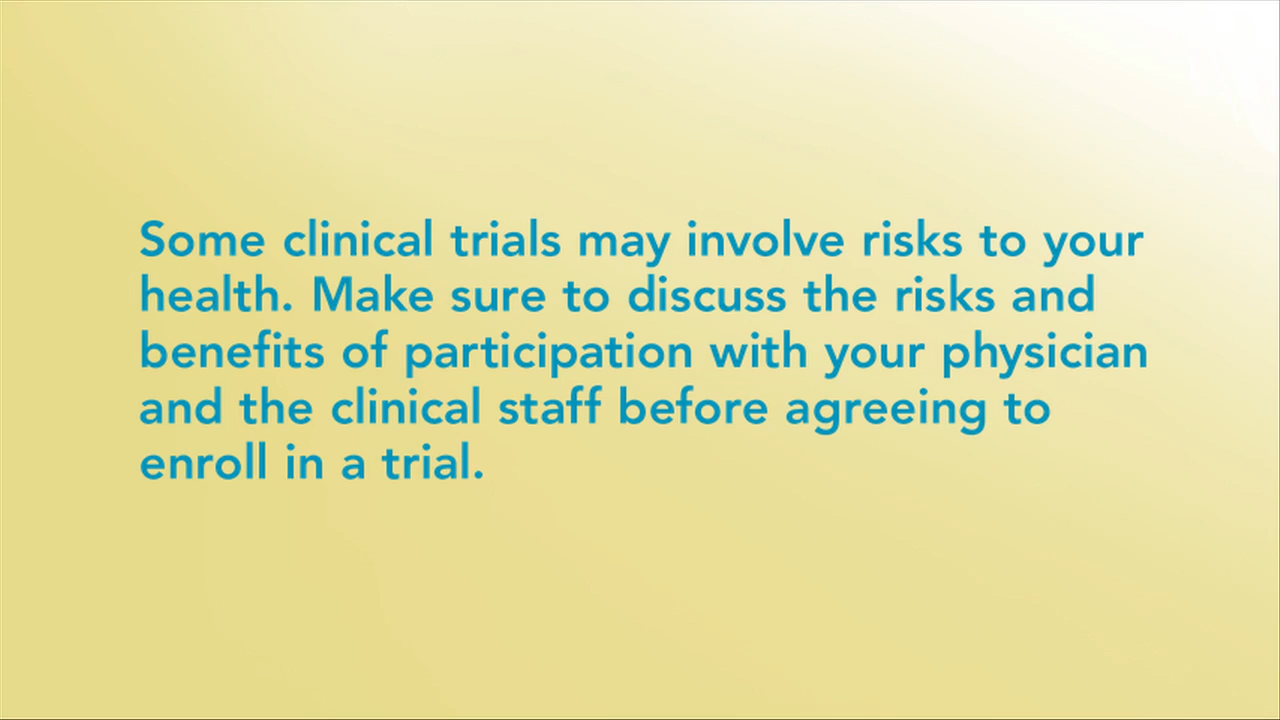 Some clinical trials may involve risks to your
health. Make sure to discuss the risks and
benefits of participation with your physician
and the clinical staff before agreeing to
enroll in a trial.